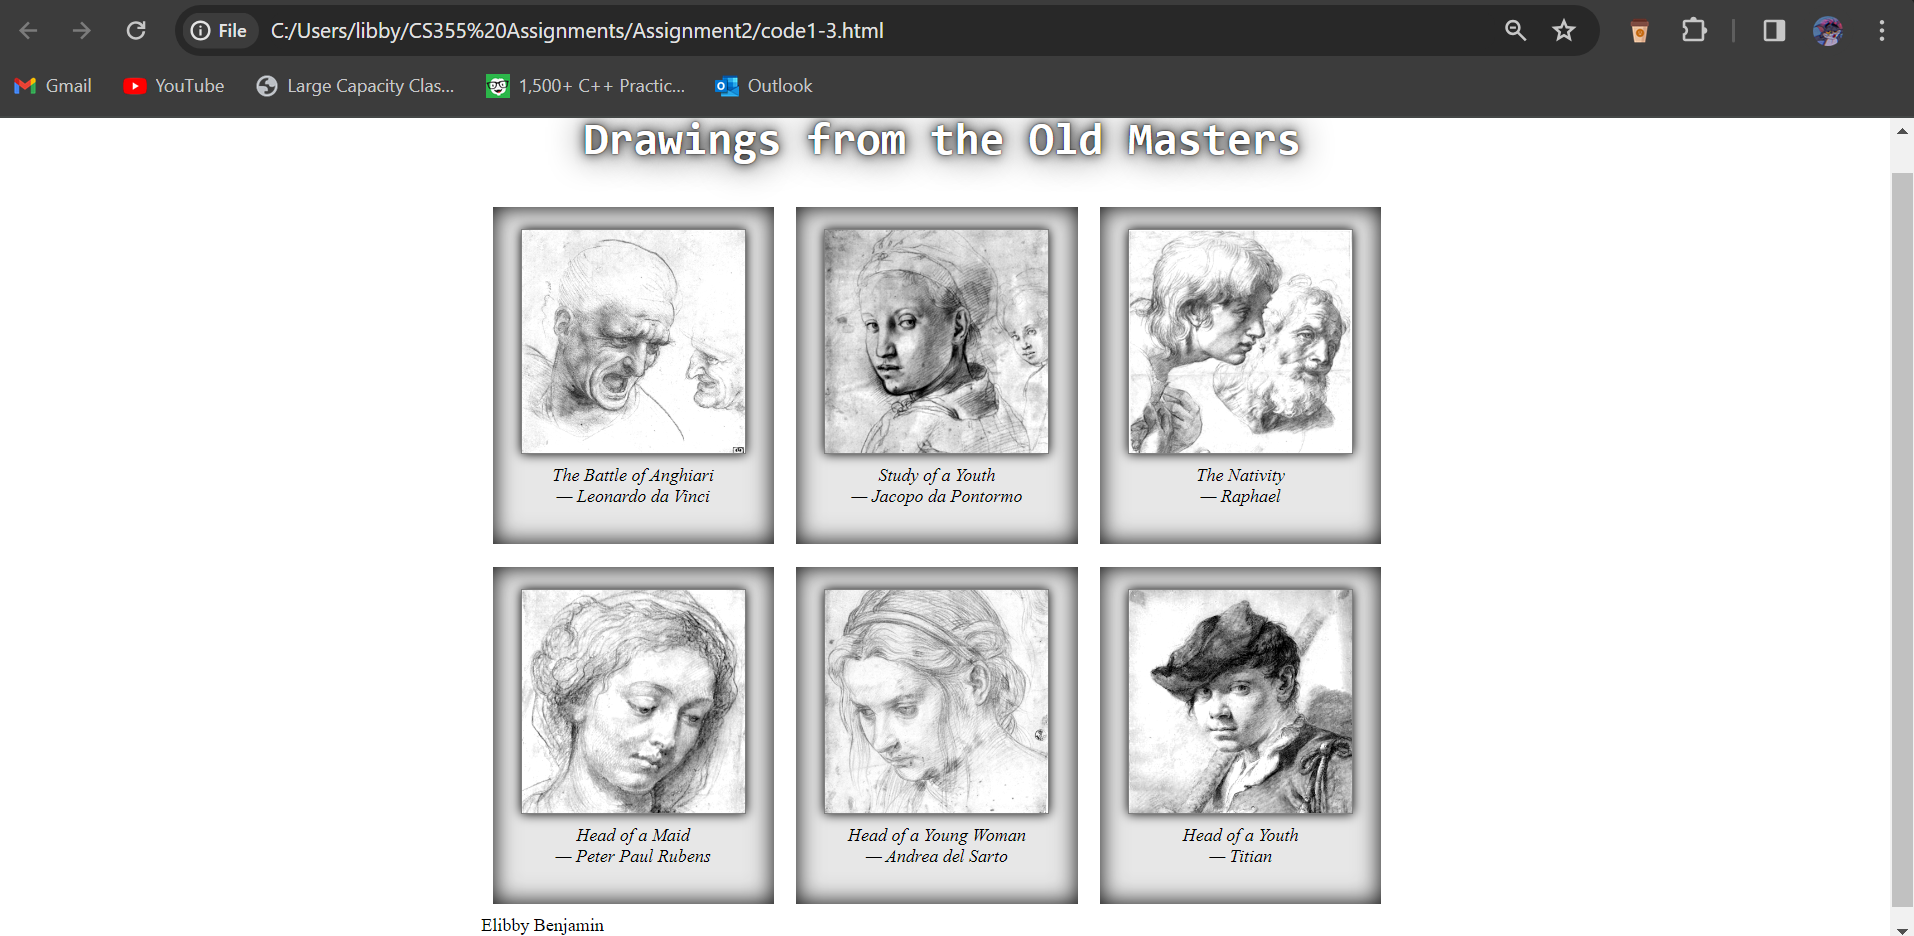 File C:/Users/libby/CS355%20Assignments/Assignment2/code1-3.html
Gmail YouTube Large Capacity Clas... 1,500+ C++ Practic... Outlook
Drawings from the Old Masters
The Battle of Anghiari
— Leonardo da Vinci
Study of a Youth
— Jacopo da Pontormo
The Nativity
— Raphael
Head of a Maid
— Peter Paul Rubens
Head of a Young Woman
— Andrea del Sarto
Head of a Youth
— Titian
Elibby Benjamin